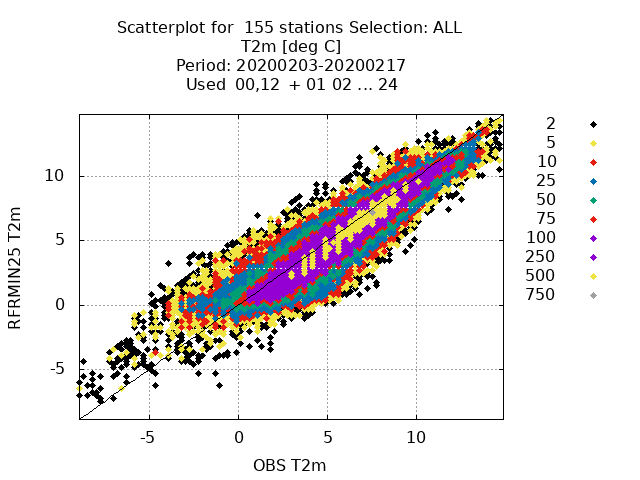 Scatterplot for 155 stations Selection: ALL
T2m [deg C]
Period: 20200203-20200217
Used 00,12 + 01 02 ... 24
2
5
10
25
50
75
100
250
500
750
10
5
0
-5
RFRMIN25 T2m
-5 0 5 10
OBS T2m